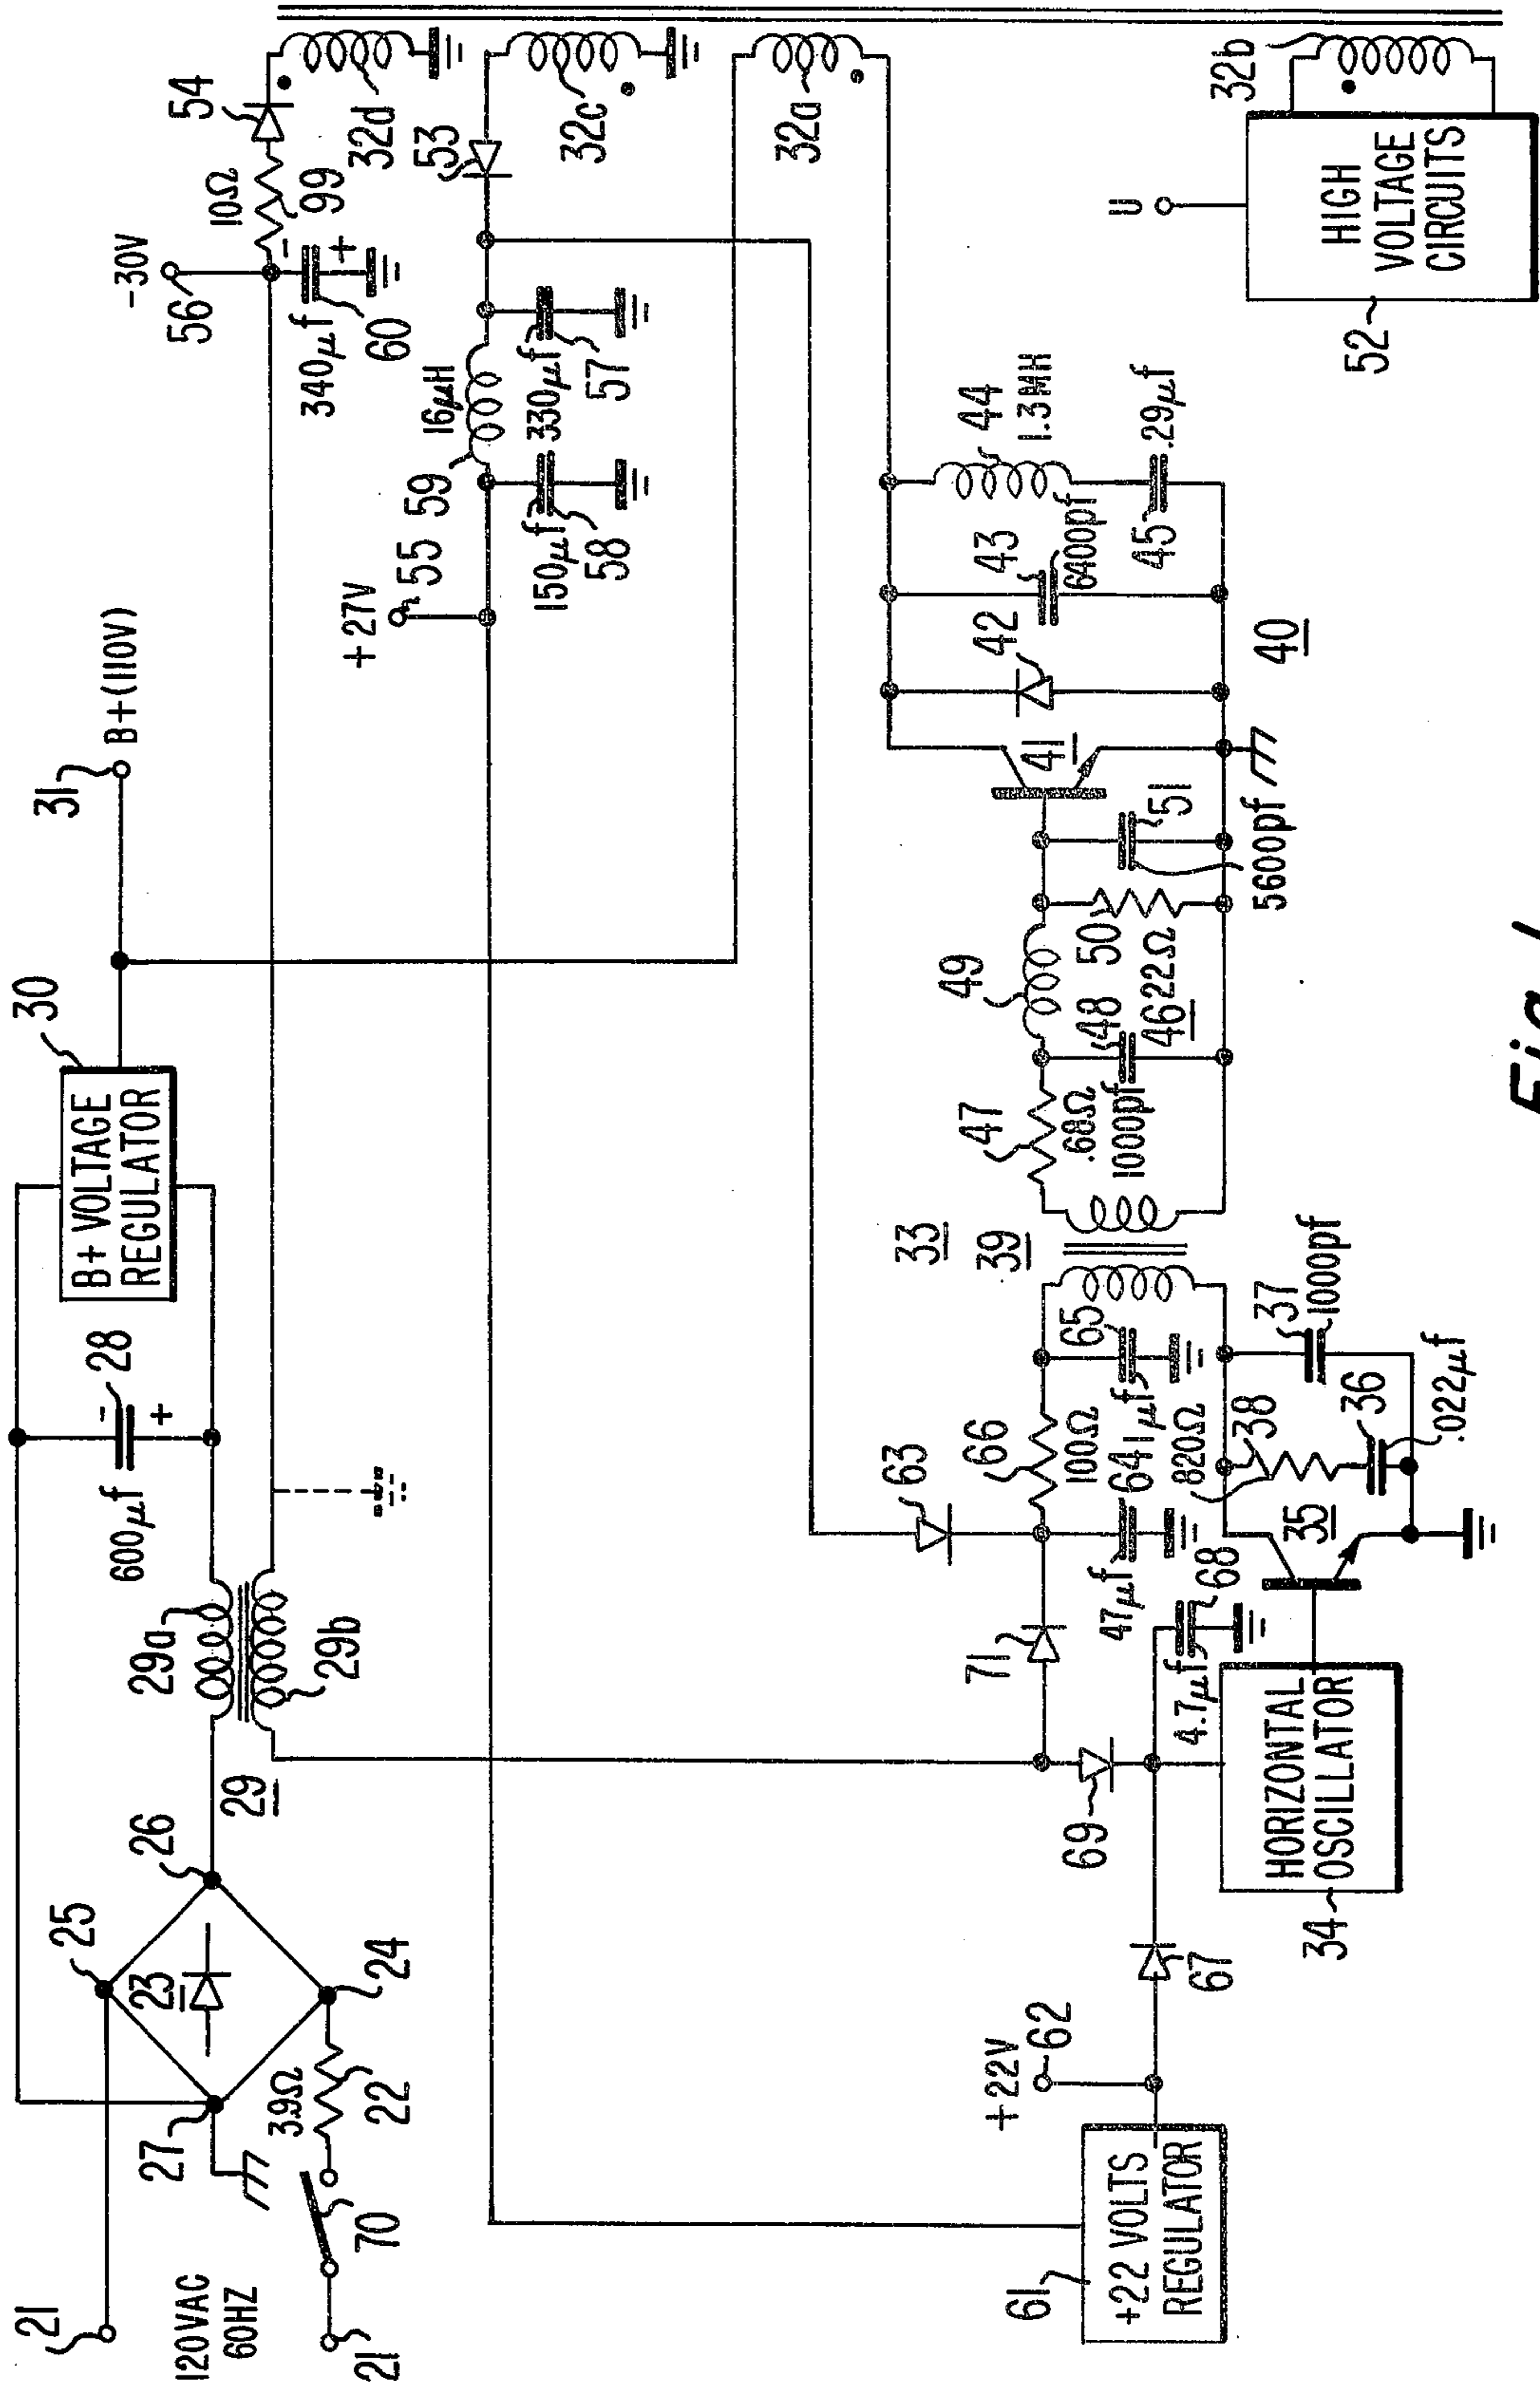 21
120VAC
60HZ
21
70
39Ω
22
27
25
23
24
26
29
29a
29b
600μf
28
-
+
B+ VOLTAGE
REGULATOR
30
31
B+(110V)
-30V
56
340μf
60
-
+
10Ω
99
54
32d
+27V
55
59
16μH
150μf
58
330μf
57
53
32c
32a
32b
U
HIGH
VOLTAGE
CIRCUITS
52
61
+22 VOLTS
REGULATOR
+22V
62
67
69
71
4.7μf
68
HORIZONTAL
OSCILLATOR
34
63
47μf
64
66
100Ω
1μf
65
820Ω
38
35
36
.022μf
37
1000pf
33
39
47
.68Ω
1000pf
48
46
49
50
22Ω
51
5600pf
41
40
42
43
6400pf
44
1.3MH
45
.29μf
Fig. 1